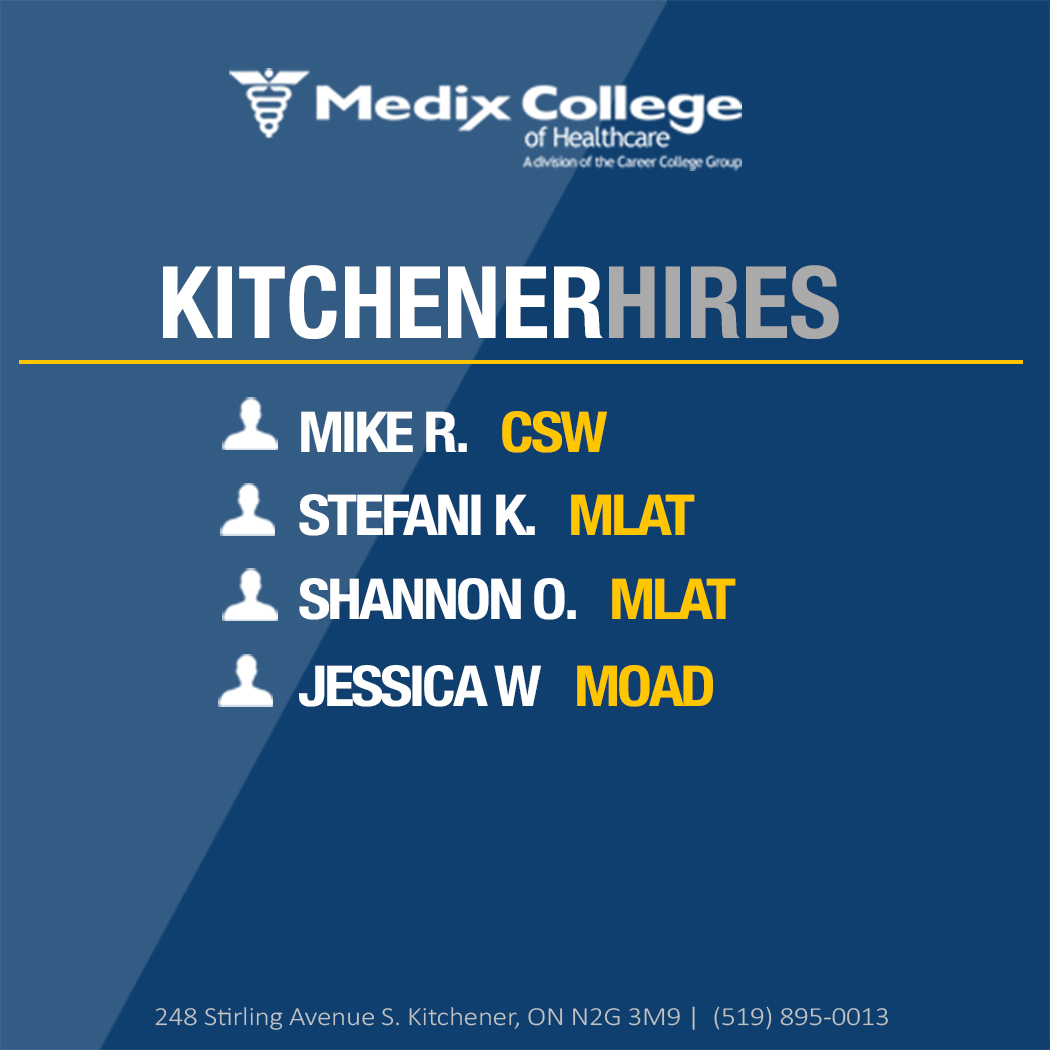 Medix College
of Healthcare
A division of the Career College Group
KITCHENERHIRES
MIKE R. CSW
STEFANI K. MLAT
SHANNON O. MLAT
JESSICA W MOAD
248 Stirling Avenue S. Kitchener, ON N2G 3M9 | (519) 895-0013